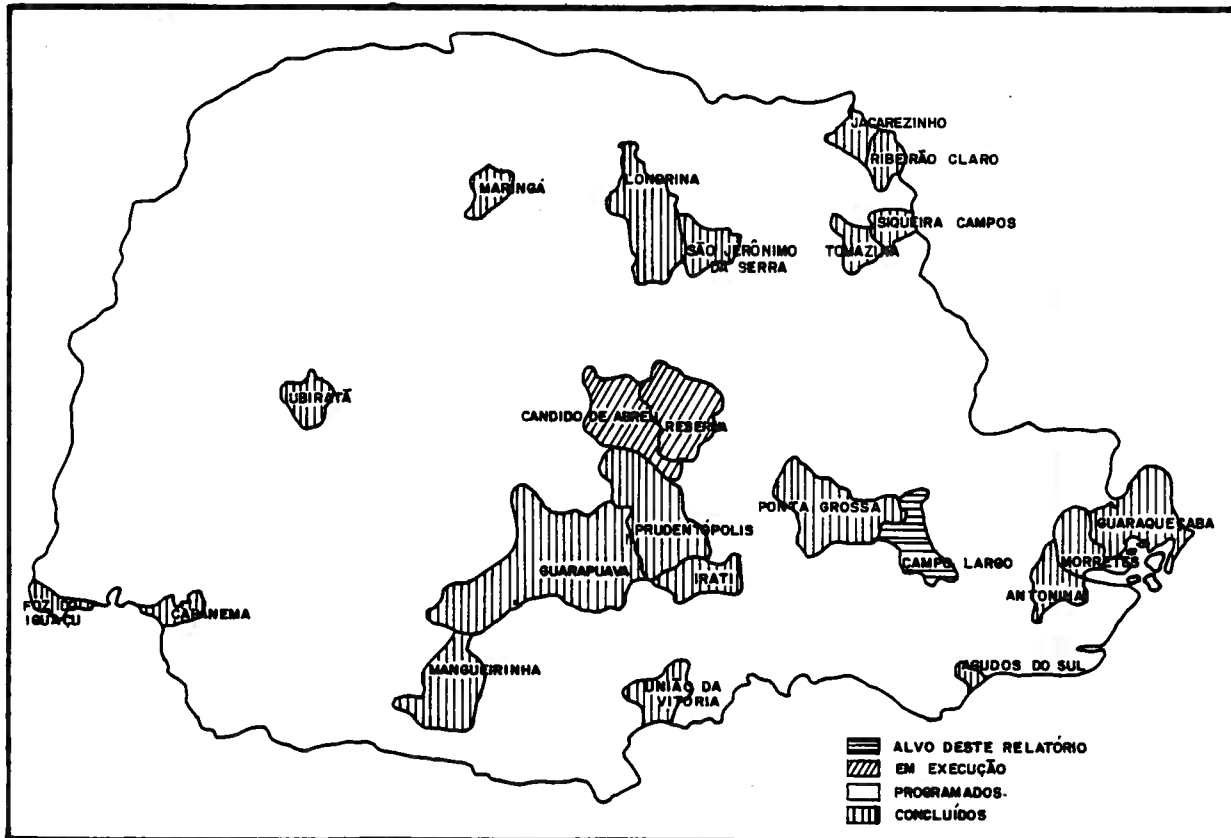 JACAREZINHO
RIBEIRÃO CLARO
MARINGÁ
LONDRINA
SIQUEIRA CAMPOS
SÃO JERÔNIMO
DA SERRA
TOMAZINA
UBIRATÃ
CANDIDO DE ABREU
RESERVA
PONTA GROSSA
GUARAQUEÇABA
PRUDENTÓPOLIS
MORRETES
CAMPO LARGO
GUARAPUAVA
IRATI
ANTONINA
FOZ DO
IGUAÇU
CAPANEMA
MANGUEIRINHA
UNIÃO DA
VITÓRIA
AGUDOS DO SUL
ALVO DESTE RELATÓRIO
EM EXECUÇÃO
PROGRAMADOS.
CONCLUÍDOS